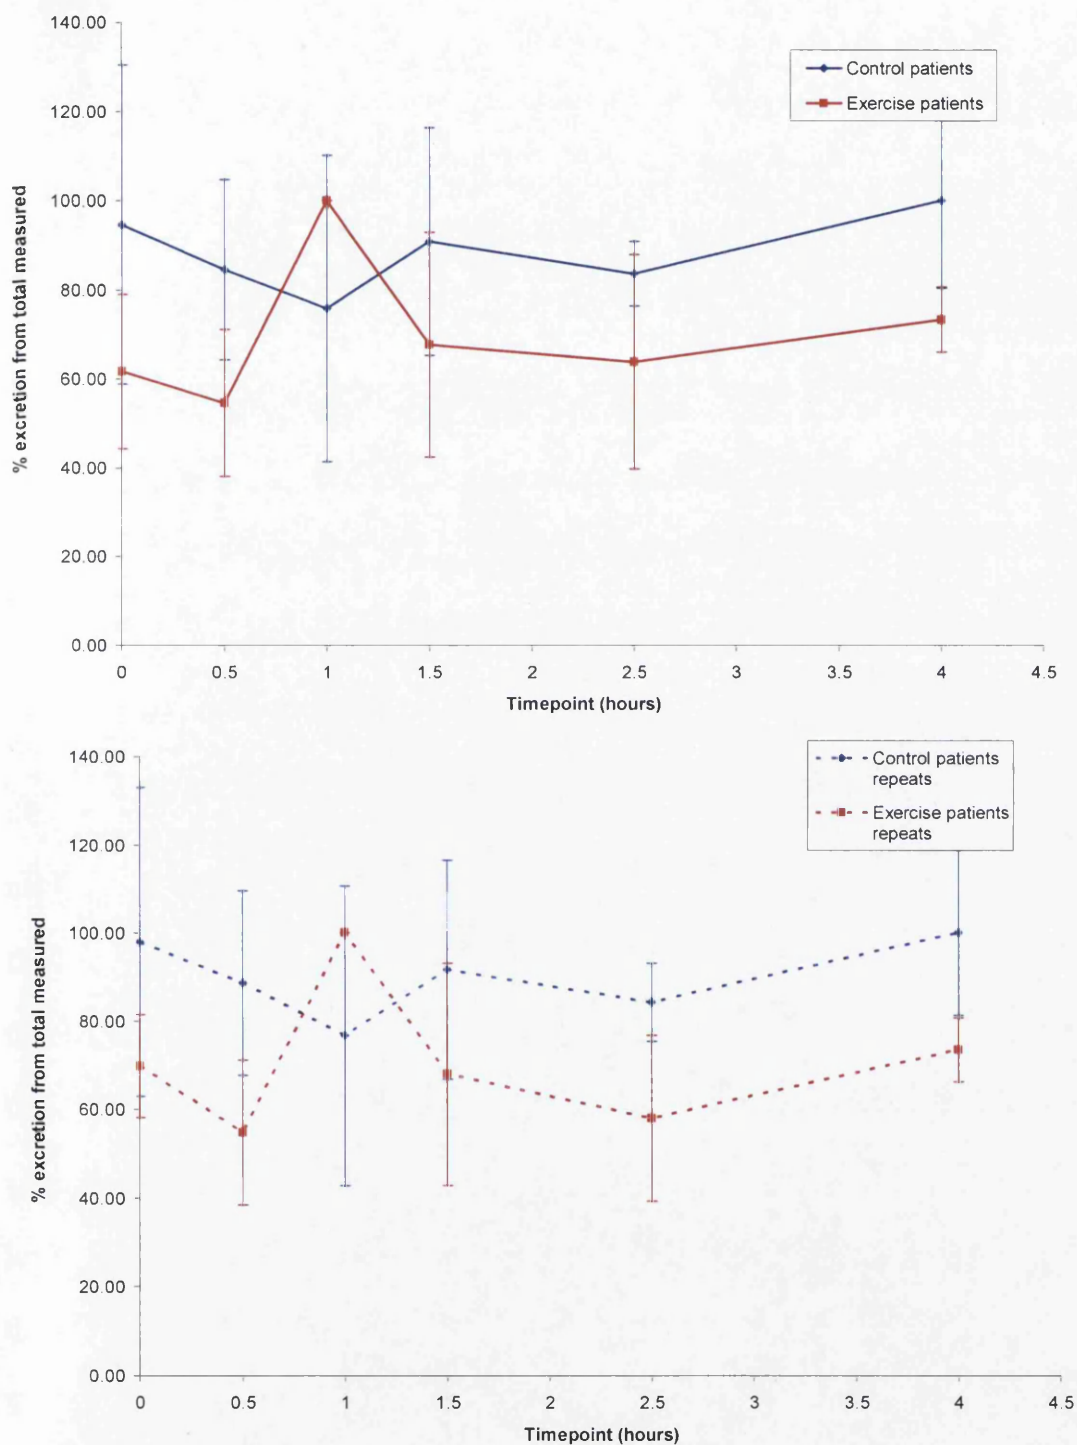 140.00
120.00
100.00
80.00
60.00
40.00
20.00
0.00
% excretion from total measured
Control patients
Exercise patients
0 0.5 1 1.5 2 2.5 3 3.5 4 4.5
Timepoint (hours)
140.00
120.00
100.00
80.00
60.00
40.00
20.00
0.00
% excretion from total measured
Control patients
repeats
Exercise patients
repeats
0 0.5 1 1.5 2 2.5 3 3.5 4 4.5
Timepoint (hours)